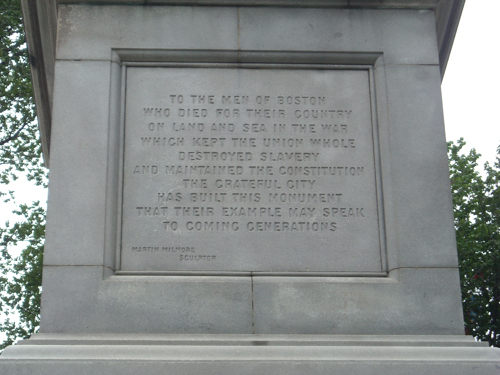 TO THE MEN OF BOSTON
WHO DIED FOR THEIR COUNTRY
ON LAND AND SEA IN THE WAR
WHICH KEPT THE UNION WHOLE
DESTROYED SLAVERY
AND MAINTAINED THE CONSTITUTION
THE GRATEFUL CITY
HAS BUILT THIS MONUMENT
THAT THEIR EXAMPLE MAY SPEAK
TO COMING GENERATIONS
MARTIN MILMORE
SCULPTOR